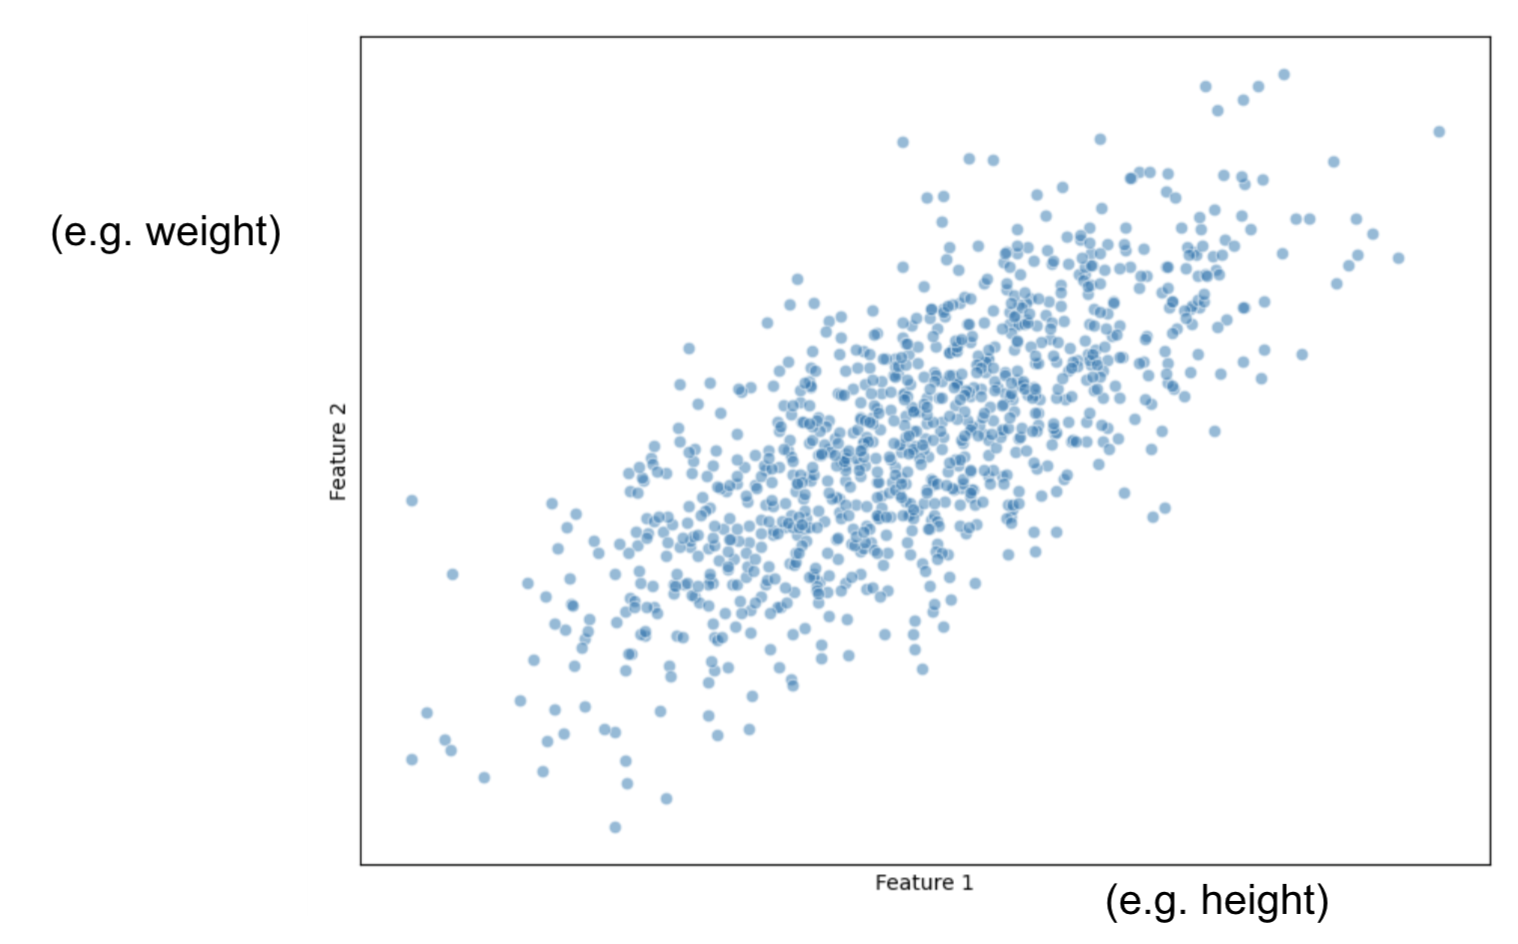 (e.g. weight)
Feature 2
Feature 1
(e.g. height)